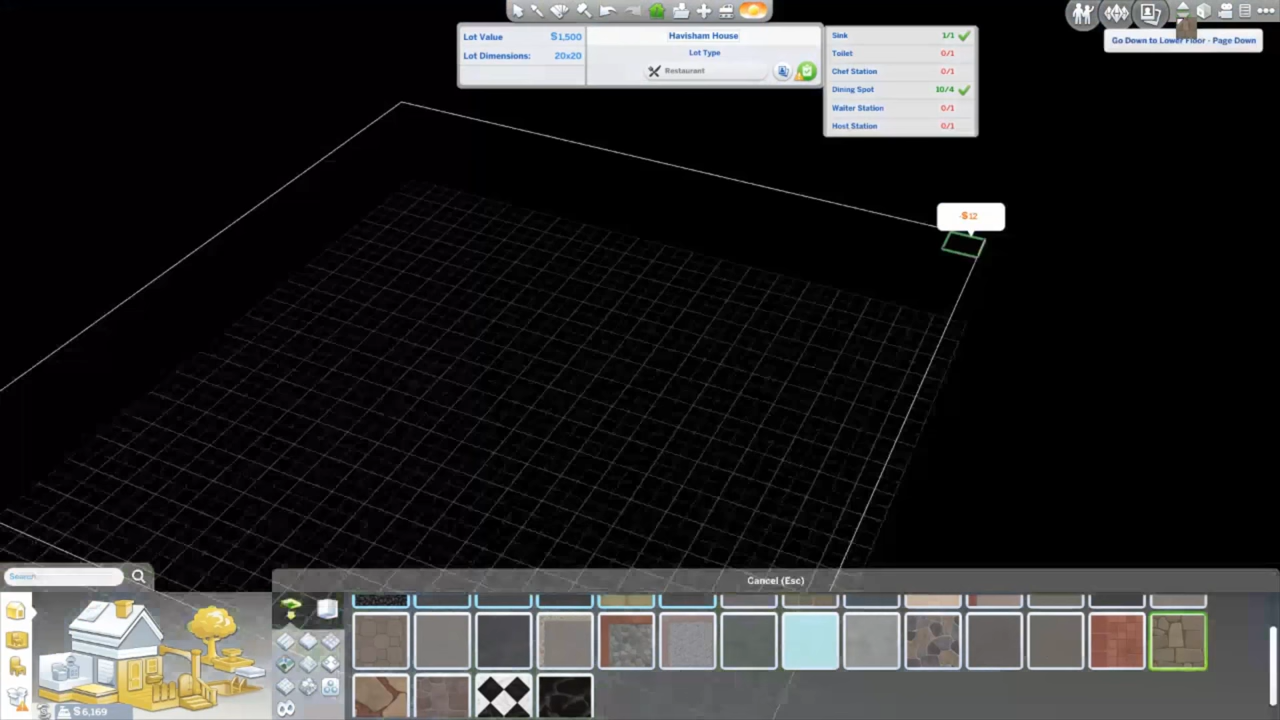 Lot Value $1,500
Lot Dimensions: 20x20
Havisham House
Lot Type
Restaurant
Sink 1/1
Toilet 0/1
Chef Station 0/1
Dining Spot 10/4
Waiter Station 0/1
Host Station 0/1
Go Down to Lower Floor - Page Down
-$12
Cancel (Esc)
Search
$6,169